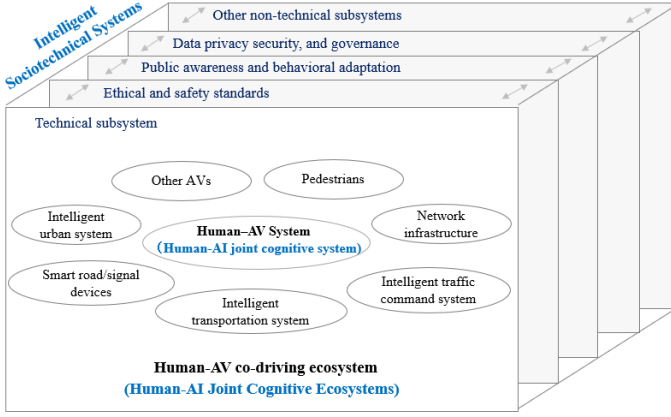 Intelligent
Sociotechnical Systems
Other non-technical subsystems
Data privacy security, and governance
Public awareness and behavioral adaptation
Ethical and safety standards
Technical subsystem
Other AVs
Pedestrians
Intelligent
urban system
Human–AV System
(Human-AI joint cognitive system)
Network
infrastructure
Smart road/signal
devices
Intelligent
transportation system
Intelligent traffic
command system
Human-AV co-driving ecosystem
(Human-AI Joint Cognitive Ecosystems)